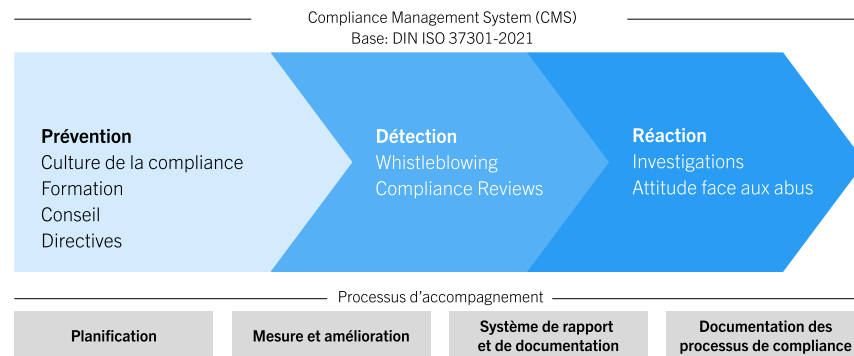 Compliance Management System (CMS)
Base: DIN ISO 37301-2021
Prévention
Culture de la compliance
Formation
Conseil
Directives
Détection
Whistleblowing
Compliance Reviews
Réaction
Investigations
Attitude face aux abus
Processus d’accompagnement
Planification
Mesure et amélioration
Système de rapport
et de documentation
Documentation des
processus de compliance